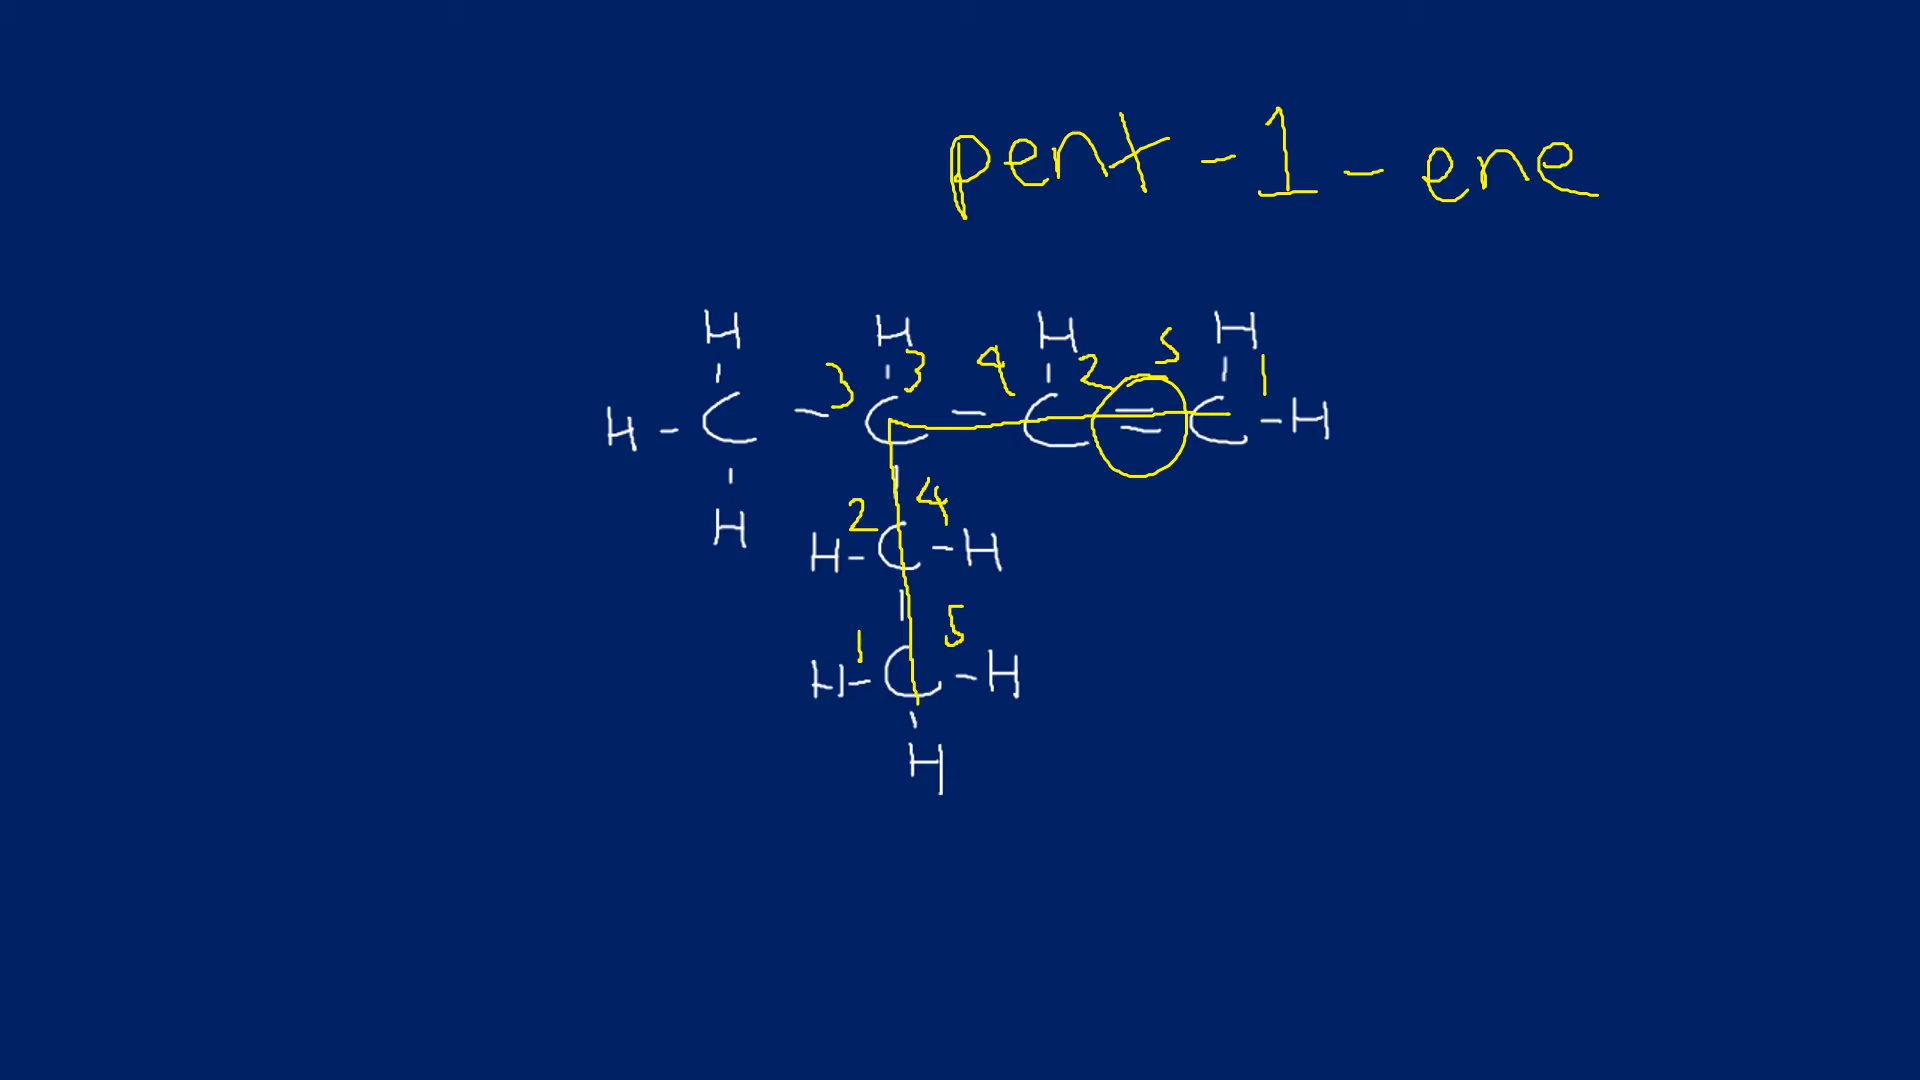 pent-1-ene
H H H 5 H
3 3 4 2 1
H - C - C - C = C - H
2 4
H H - C - H
1 5
H - C - H
H